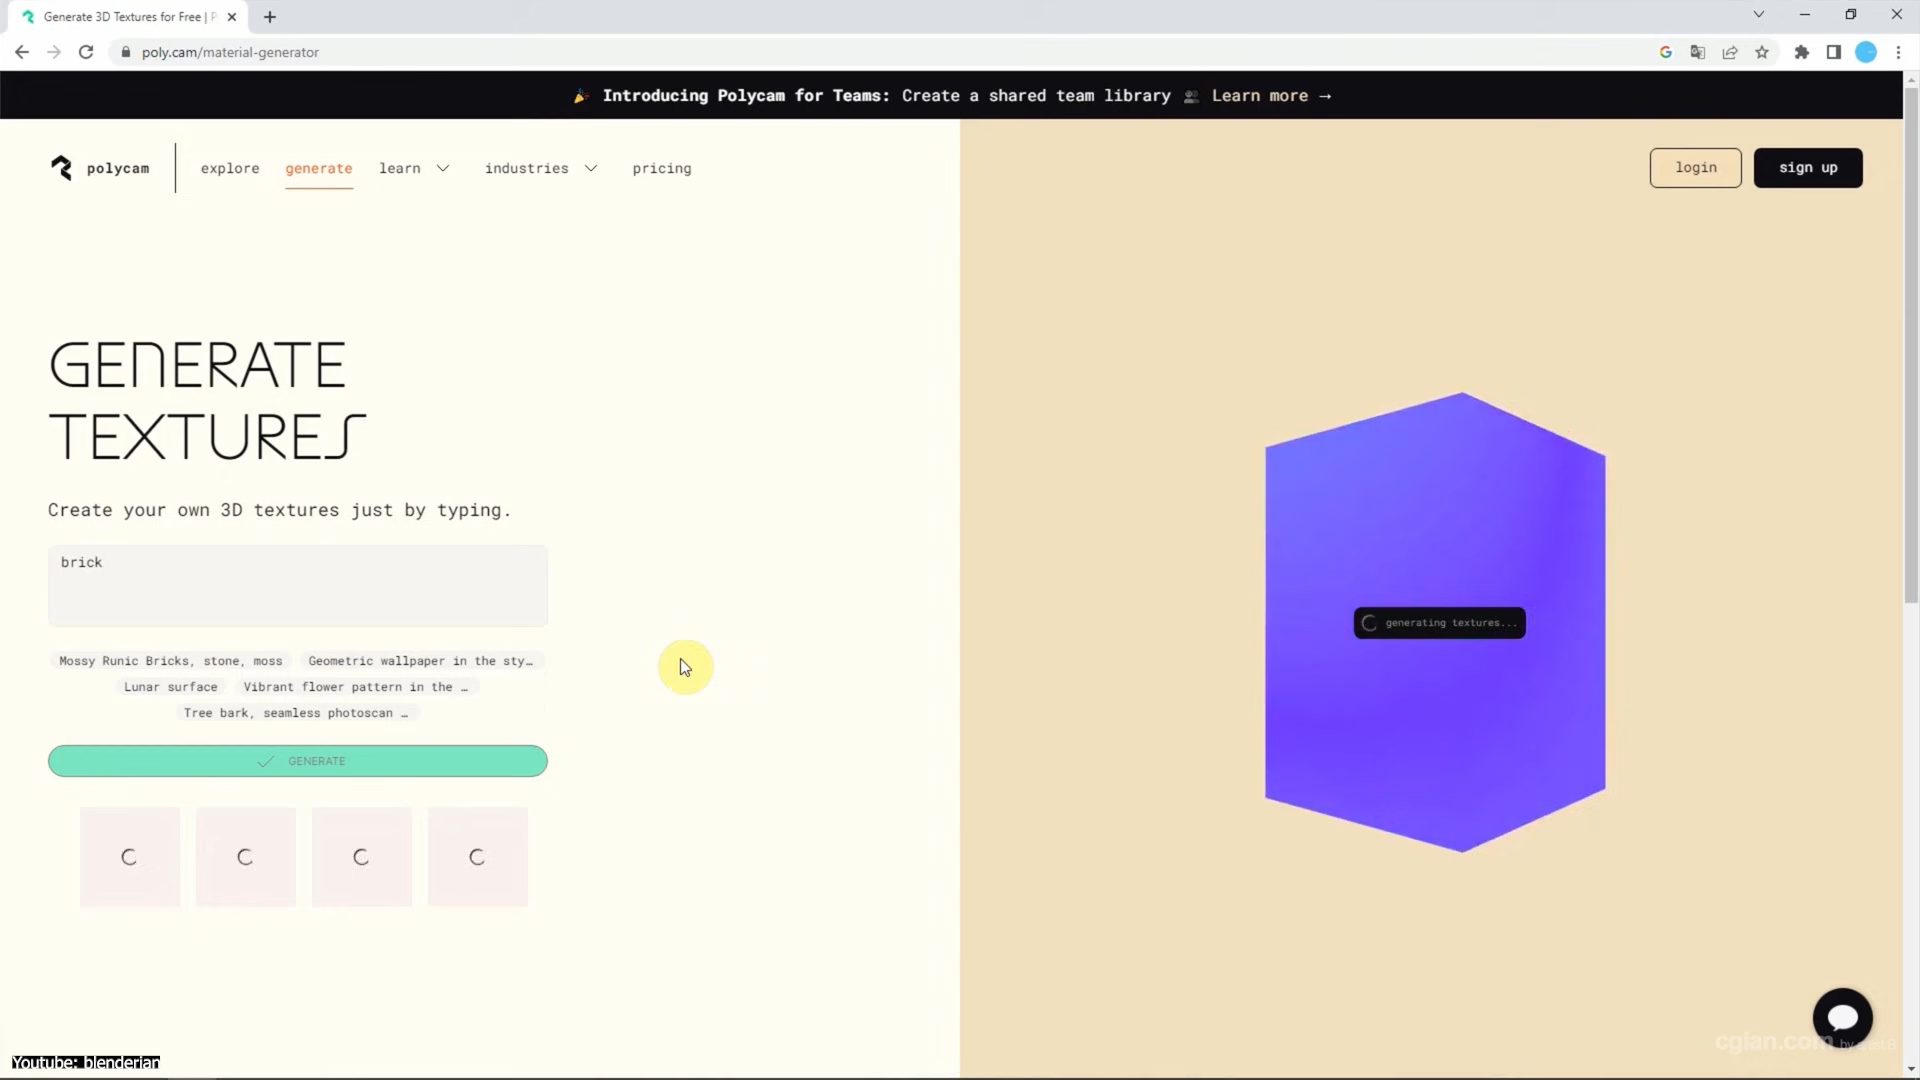 Generate 3D Textures for Free | P
poly.cam/material-generator
Introducing Polycam for Teams: Create a shared team library Learn more →
polycam explore generate learn industries pricing login sign up
GENERATE
TEXTURES
Create your own 3D textures just by typing.
brick
Mossy Runic Bricks, stone, moss Geometric wallpaper in the sty…
Lunar surface Vibrant flower pattern in the …
Tree bark, seamless photoscan …
GENERATE
generating textures...
cgian.com by
Youtube: blenderian